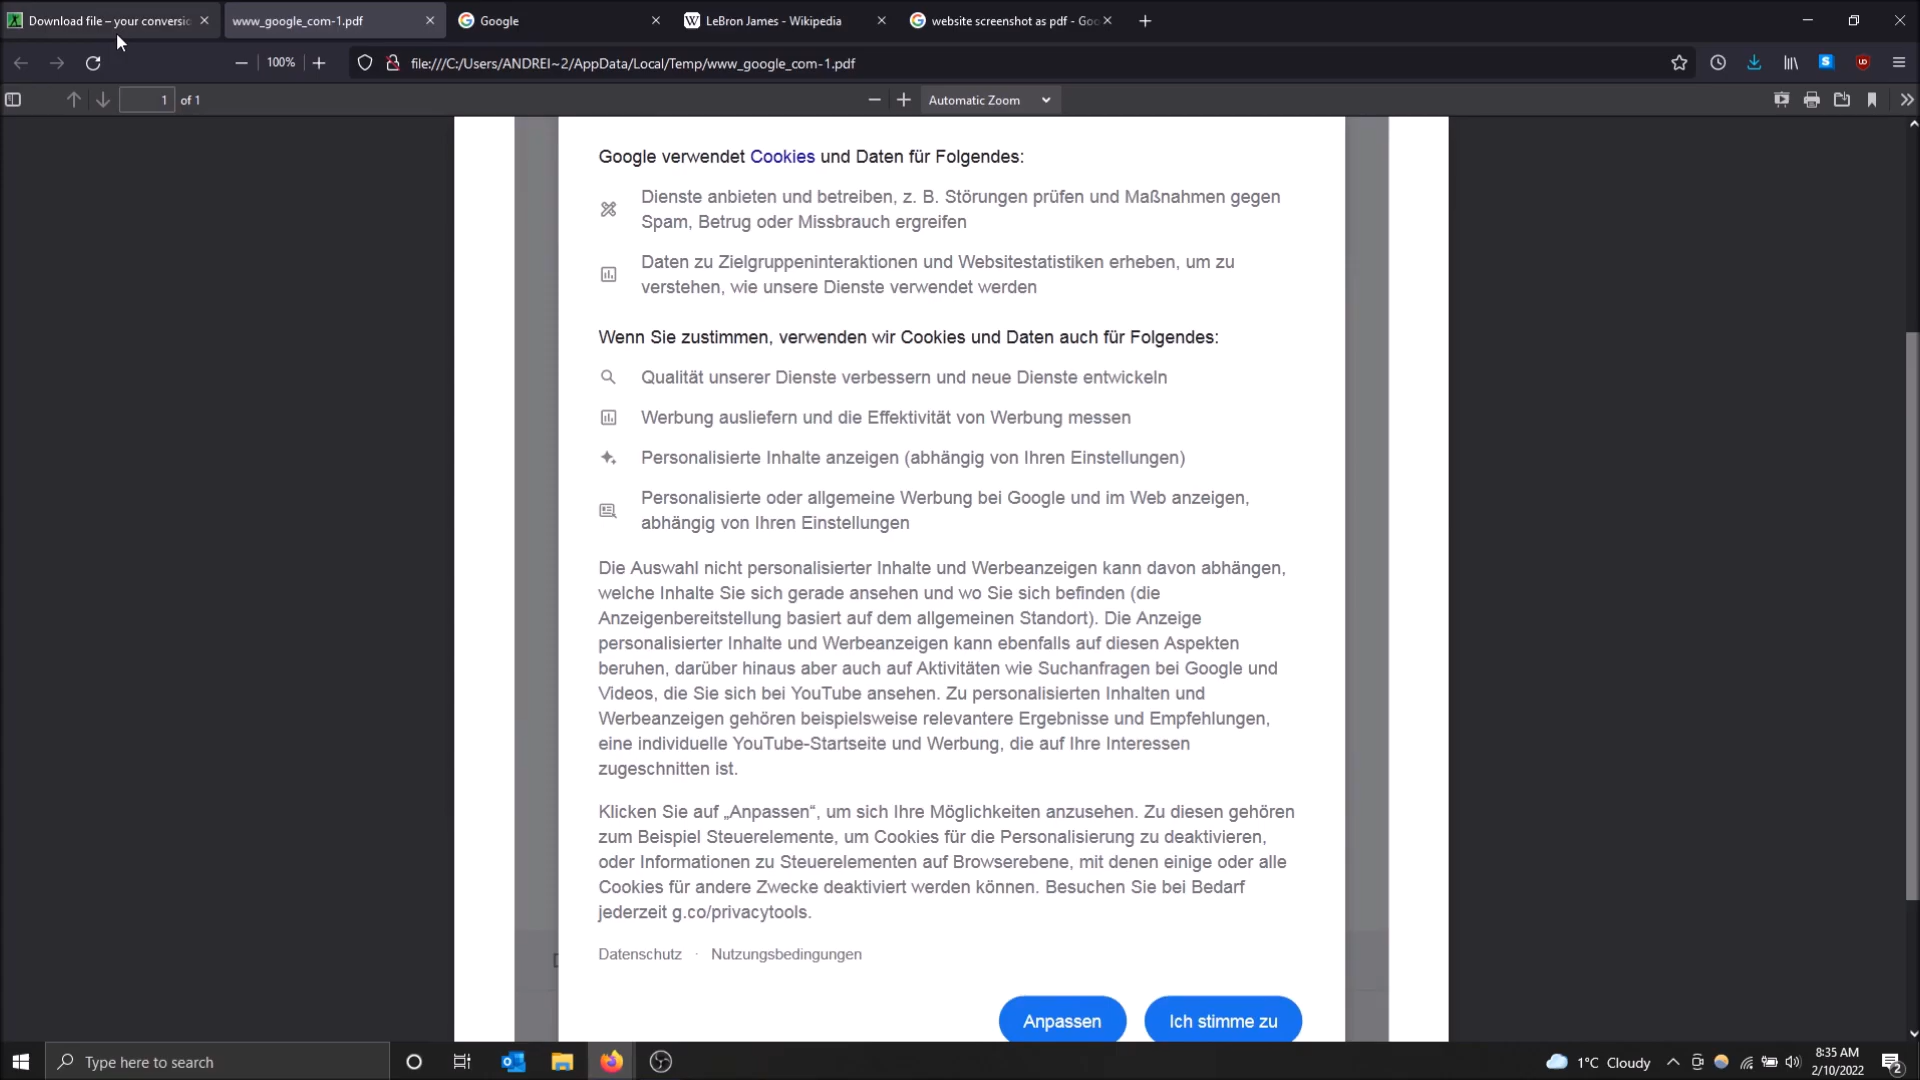 Download file – your conversio
www_google_com-1.pdf
Google
LeBron James - Wikipedia
website screenshot as pdf - Goo
100%
file:///C:/Users/ANDREI~2/AppData/Local/Temp/www_google_com-1.pdf
1 of 1
Automatic Zoom
Google verwendet Cookies und Daten für Folgendes:
Dienste anbieten und betreiben, z. B. Störungen prüfen und Maßnahmen gegen
Spam, Betrug oder Missbrauch ergreifen
Daten zu Zielgruppeninteraktionen und Websitestatistiken erheben, um zu
verstehen, wie unsere Dienste verwendet werden
Wenn Sie zustimmen, verwenden wir Cookies und Daten auch für Folgendes:
Qualität unserer Dienste verbessern und neue Dienste entwickeln
Werbung ausliefern und die Effektivität von Werbung messen
Personalisierte Inhalte anzeigen (abhängig von Ihren Einstellungen)
Personalisierte oder allgemeine Werbung bei Google und im Web anzeigen,
abhängig von Ihren Einstellungen
Die Auswahl nicht personalisierter Inhalte und Werbeanzeigen kann davon abhängen,
welche Inhalte Sie sich gerade ansehen und wo Sie sich befinden (die
Anzeigenbereitstellung basiert auf dem allgemeinen Standort). Die Anzeige
personalisierter Inhalte und Werbeanzeigen kann ebenfalls auf diesen Aspekten
beruhen, darüber hinaus aber auch auf Aktivitäten wie Suchanfragen bei Google und
Videos, die Sie sich bei YouTube ansehen. Zu personalisierten Inhalten und
Werbeanzeigen gehören beispielsweise relevantere Ergebnisse und Empfehlungen,
eine individuelle YouTube-Startseite und Werbung, die auf Ihre Interessen
zugeschnitten ist.
Klicken Sie auf „Anpassen“, um sich Ihre Möglichkeiten anzusehen. Zu diesen gehören
zum Beispiel Steuerelemente, um Cookies für die Personalisierung zu deaktivieren,
oder Informationen zu Steuerelementen auf Browserebene, mit denen einige oder alle
Cookies für andere Zwecke deaktiviert werden können. Besuchen Sie bei Bedarf
jederzeit g.co/privacytools.
Datenschutz · Nutzungsbedingungen
Anpassen
Ich stimme zu
Type here to search
1°C Cloudy
8:35 AM
2/10/2022
2